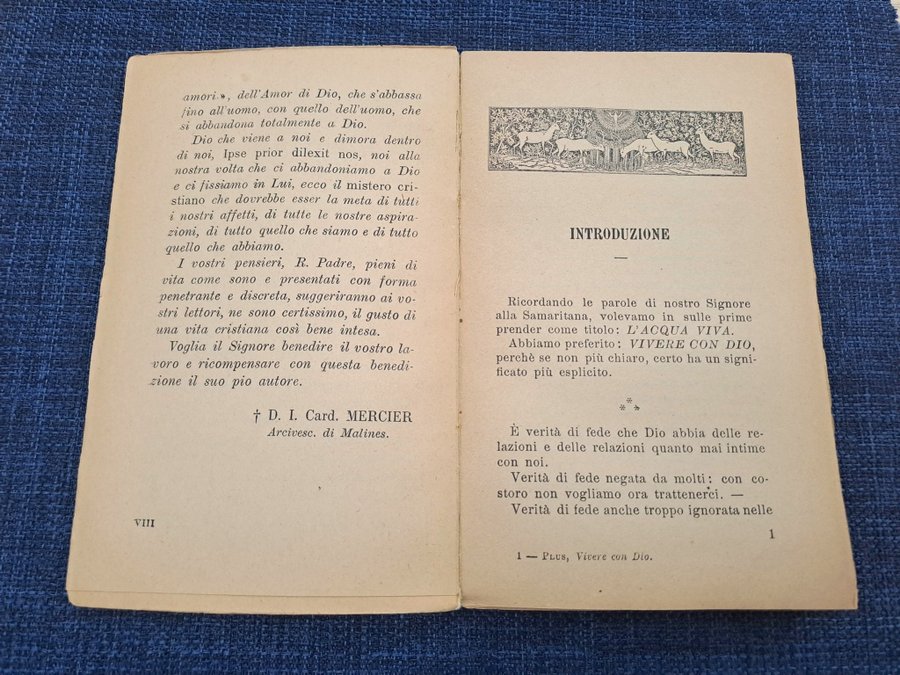 amori », dell'Amor di Dio, che s'abbassa
fino all'uomo, con quello dell'uomo, che
si abbandona totalmente a Dio.
Dio che viene a noi e dimora dentro
di noi, Ipse prior dilexit nos, noi alla
nostra volta che ci abbandoniamo a Dio
e ci fissiamo in Lui, ecco il mistero cri-
stiano che dovrebbe esser la meta di tùtti
i nostri affetti, di tutte le nostre aspira-
zioni, di tutto quello che siamo e di tutto
quello che abbiamo.
I vostri pensieri, R. Padre, pieni di
vita come sono e presentati con forma
penetrante e discreta, suggeriranno ai vo-
stri lettori, ne sono certissimo, il gusto di
una vita cristiana così bene intesa.
Voglia il Signore benedire il vostro la-
voro e ricompensare con questa benedi-
zione il suo pio autore.
† D. I. Card. MERCIER
Arcivesc. di Malines.
VIII
INTRODUZIONE
—
Ricordando le parole di nostro Signore
alla Samaritana, volevamo in sulle prime
prender come titolo: L'ACQUA VIVA.
Abbiamo preferito: VIVERE CON DIO,
perchè se non più chiaro, certo ha un signi-
ficato più esplicito.
*
* *
È verità di fede che Dio abbia delle re-
lazioni e delle relazioni quanto mai intime
con noi.
Verità di fede negata da molti: con co-
storo non vogliamo ora trattenerci. —
Verità di fede anche troppo ignorata nelle
1
1 — PLUS, Vivere con Dio.